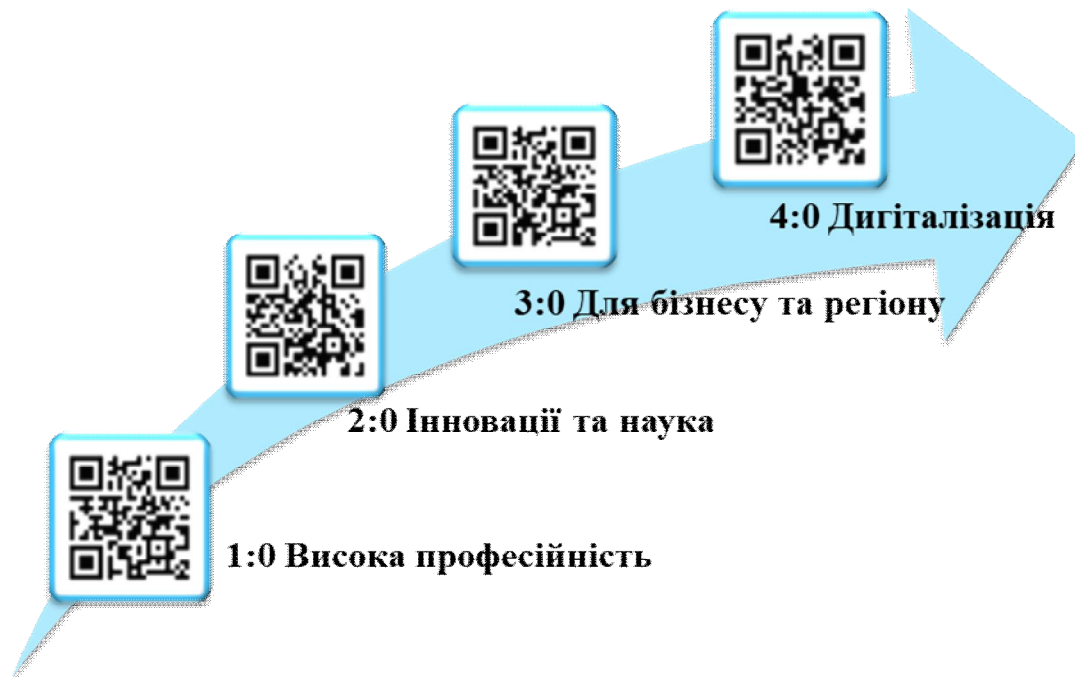 4:0 Дигіталізація
3:0 Для бізнесу та регіону
2:0 Інновації та наука
1:0 Висока професійність